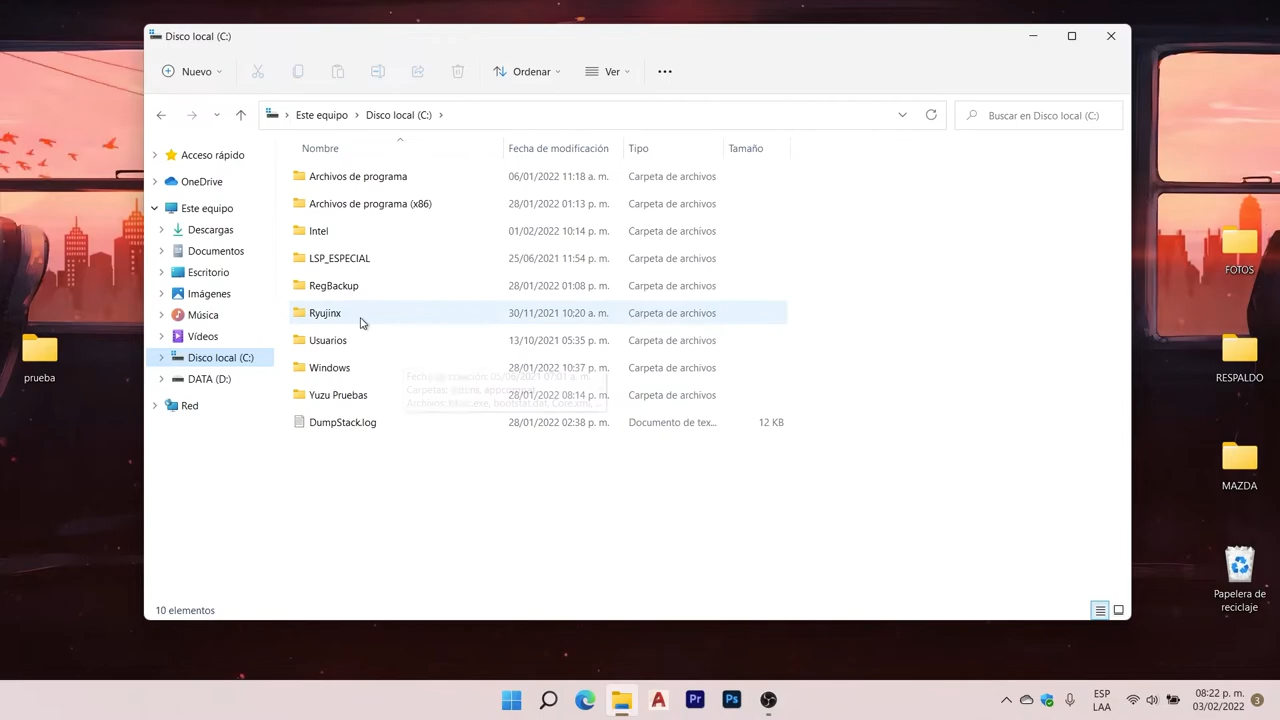 Disco local (C:)
Nuevo
Ordenar
Ver
Este equipo
Disco local (C:)
Buscar en Disco local (C:)
Nombre Fecha de modificación Tipo Tamaño
Acceso rápido
OneDrive
Este equipo
Descargas
Documentos
Escritorio
Imágenes
Música
Vídeos
Disco local (C:)
DATA (D:)
Red
Archivos de programa 06/01/2022 11:18 a. m. Carpeta de archivos
Archivos de programa (x86) 28/01/2022 01:13 p. m. Carpeta de archivos
Intel 01/02/2022 10:14 p. m. Carpeta de archivos
LSP_ESPECIAL 25/06/2021 11:54 p. m. Carpeta de archivos
RegBackup 28/01/2022 01:08 p. m. Carpeta de archivos
Ryujinx 30/11/2021 10:20 a. m. Carpeta de archivos
Usuarios 13/10/2021 05:35 p. m. Carpeta de archivos
Windows 28/01/2022 10:37 p. m. Carpeta de archivos
Yuzu Pruebas 28/01/2022 08:14 p. m. Carpeta de archivos
DumpStack.log 28/01/2022 02:38 p. m. Documento de tex... 12 KB
10 elementos
prueba
FOTOS
RESPALDO
MAZDA
Papelera de
reciclaje
A
Pr
Ps
ESP
LAA
08:22 p. m.
03/02/2022
3